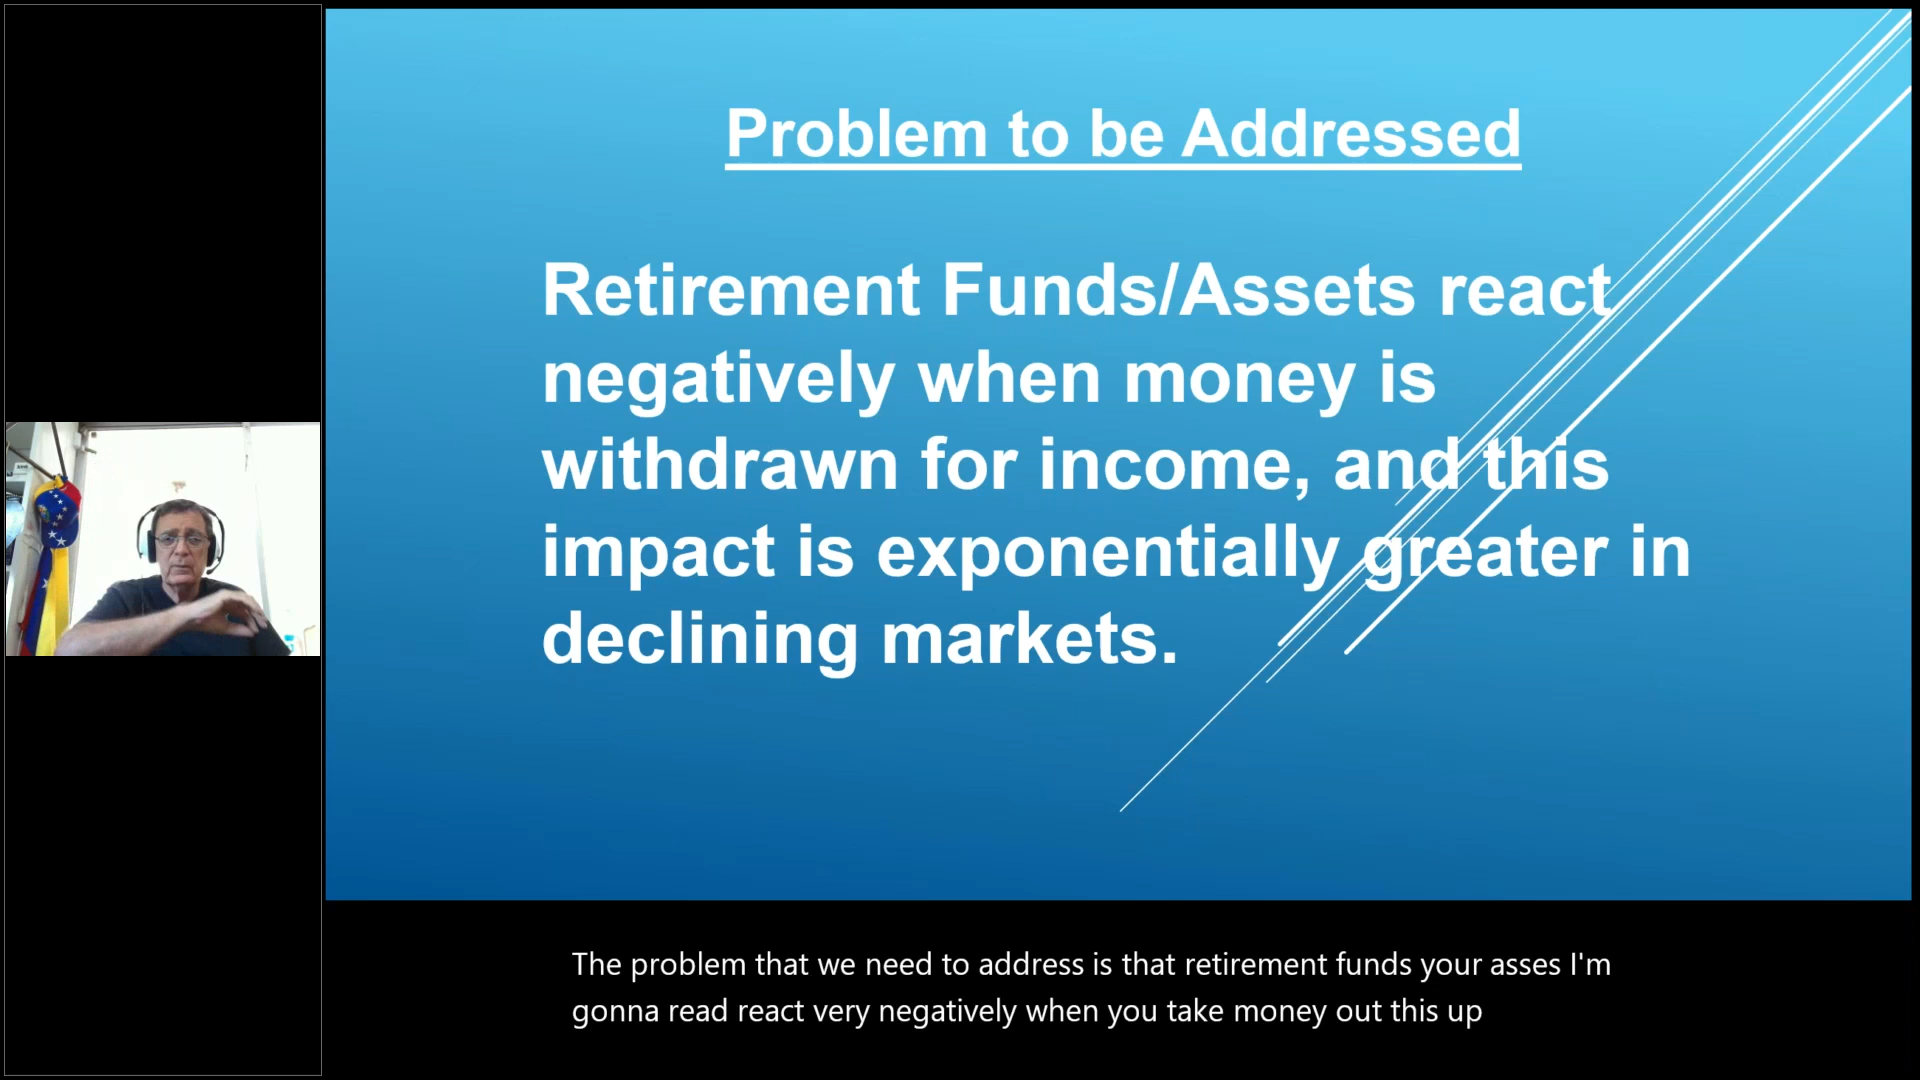 Problem to be Addressed
Retirement Funds/Assets react
negatively when money is
withdrawn for income, and this
impact is exponentially greater in
declining markets.
The problem that we need to address is that retirement funds your asses I'm
gonna read react very negatively when you take money out this up